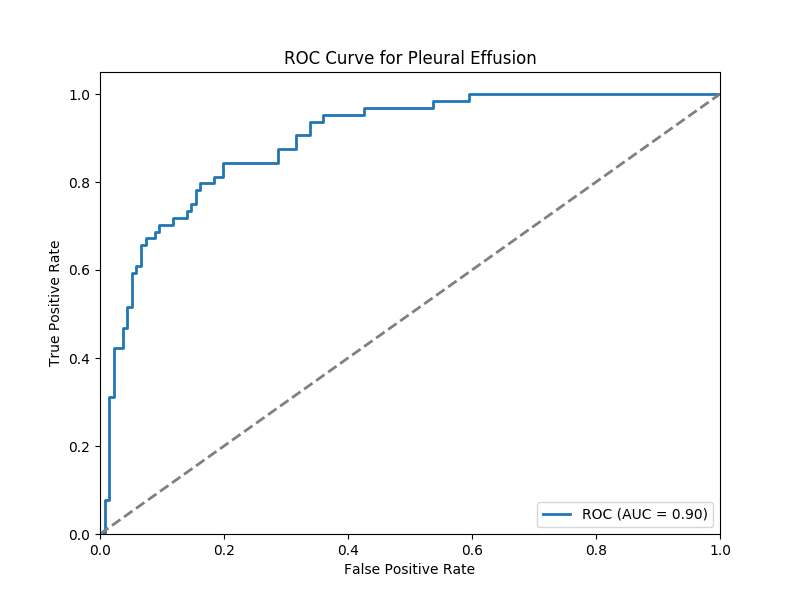 ROC Curve for Pleural Effusion
True Positive Rate
1.0
0.8
0.6
0.4
0.2
0.0
0.0 0.2 0.4 0.6 0.8 1.0
False Positive Rate
ROC (AUC = 0.90)